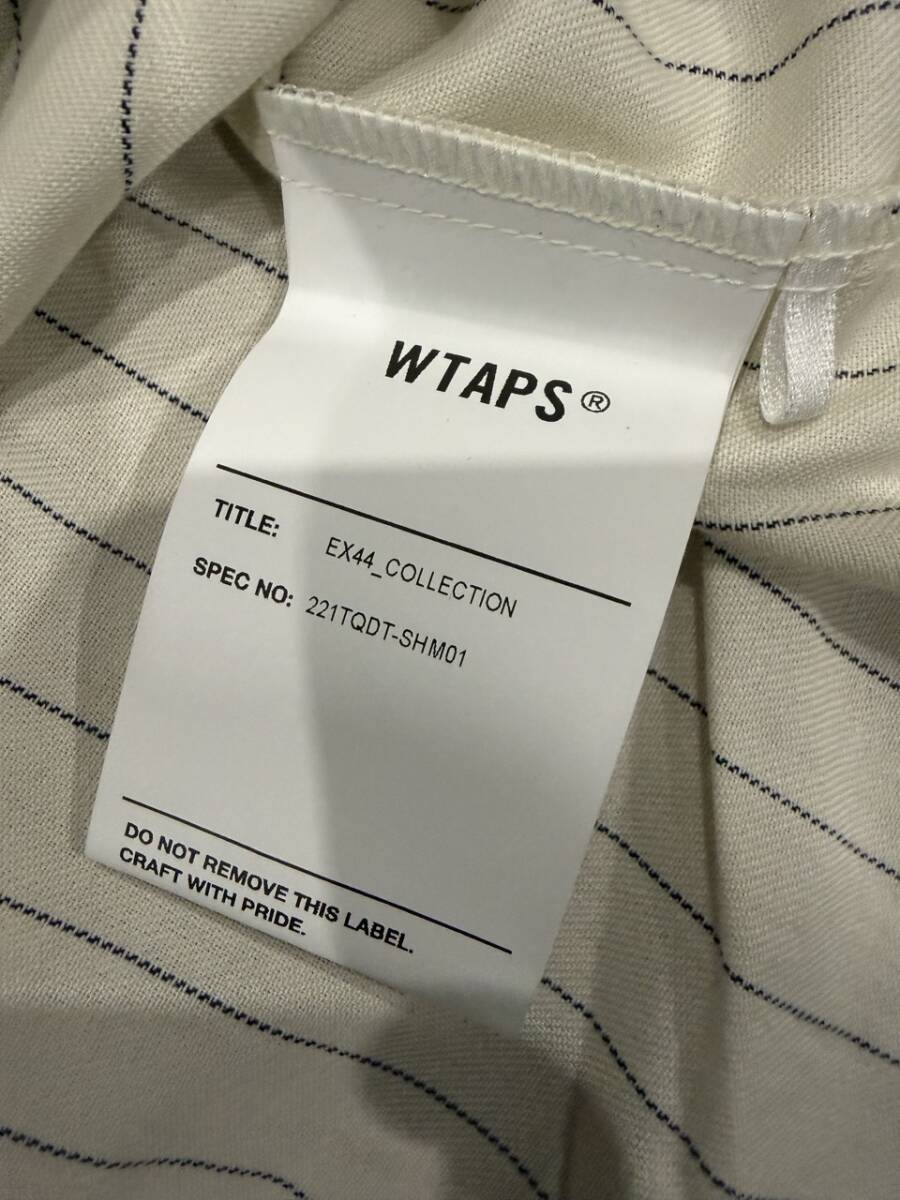 WTAPS®
TITLE: EX44_COLLECTION
SPEC NO: 221TQDT-SHM01
DO NOT REMOVE THIS LABEL.
CRAFT WITH PRIDE.